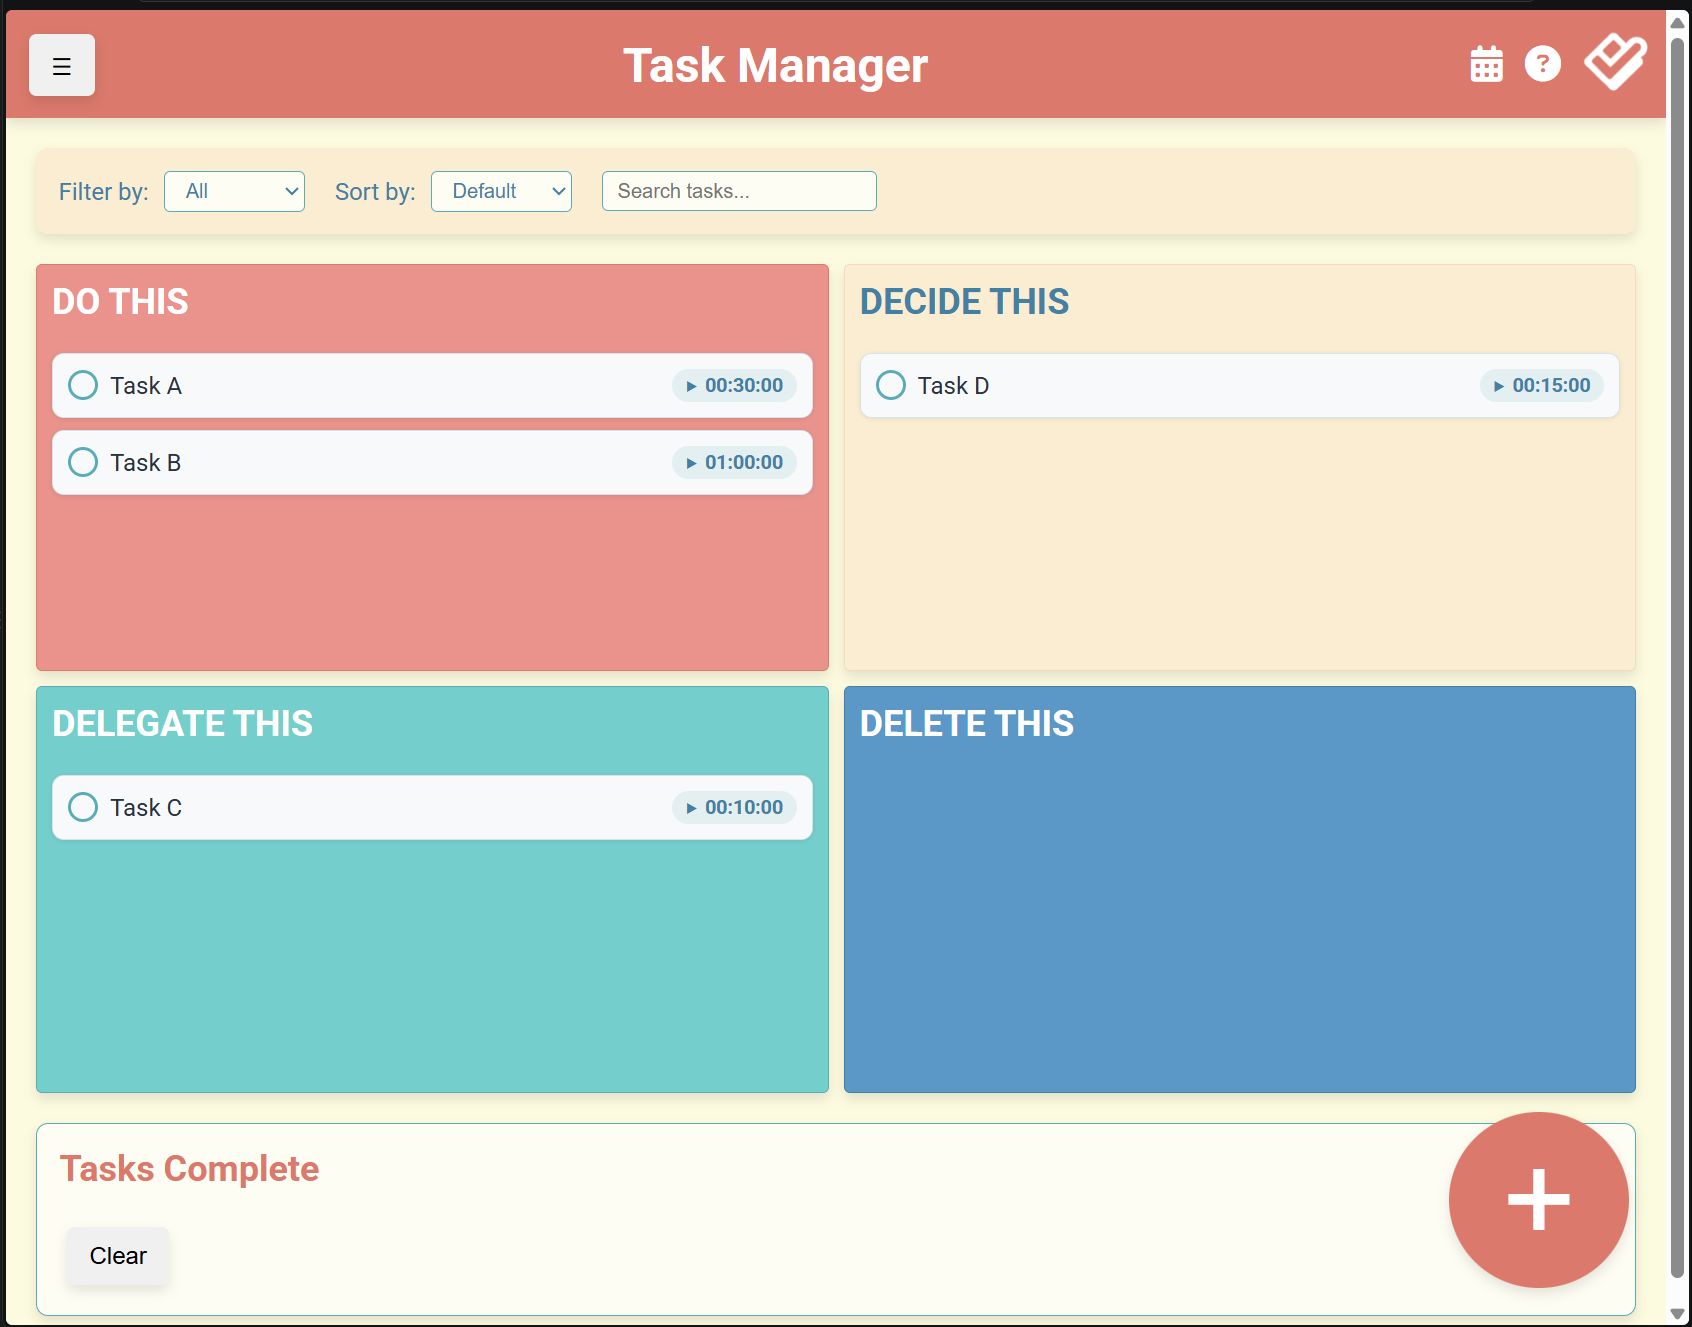 ☰ Task Manager ?
Filter by: All Sort by: Default Search tasks...
DO THIS
Task A ▶ 00:30:00
Task B ▶ 01:00:00
DECIDE THIS
Task D ▶ 00:15:00
DELEGATE THIS
Task C ▶ 00:10:00
DELETE THIS
Tasks Complete
Clear
+